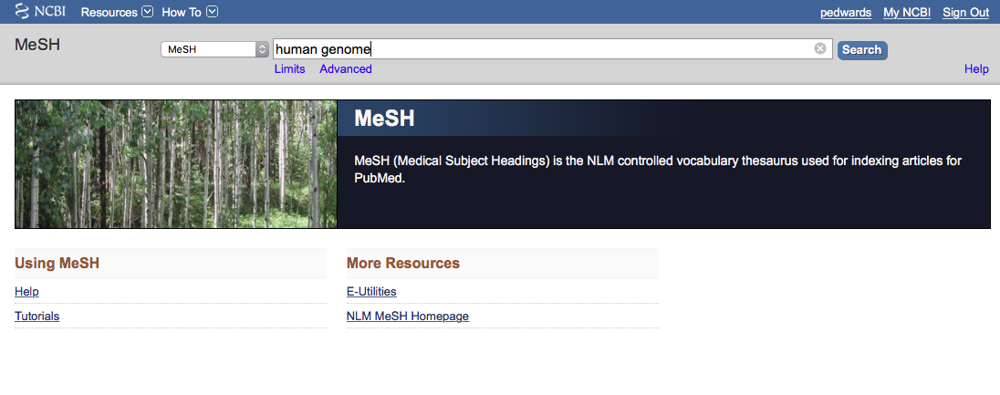 NCBI Resources How To pedwards My NCBI Sign Out
MeSH MeSH human genome Search
Limits Advanced Help
MeSH
MeSH (Medical Subject Headings) is the NLM controlled vocabulary thesaurus used for indexing articles for
PubMed.
Using MeSH
Help
Tutorials
More Resources
E-Utilities
NLM MeSH Homepage